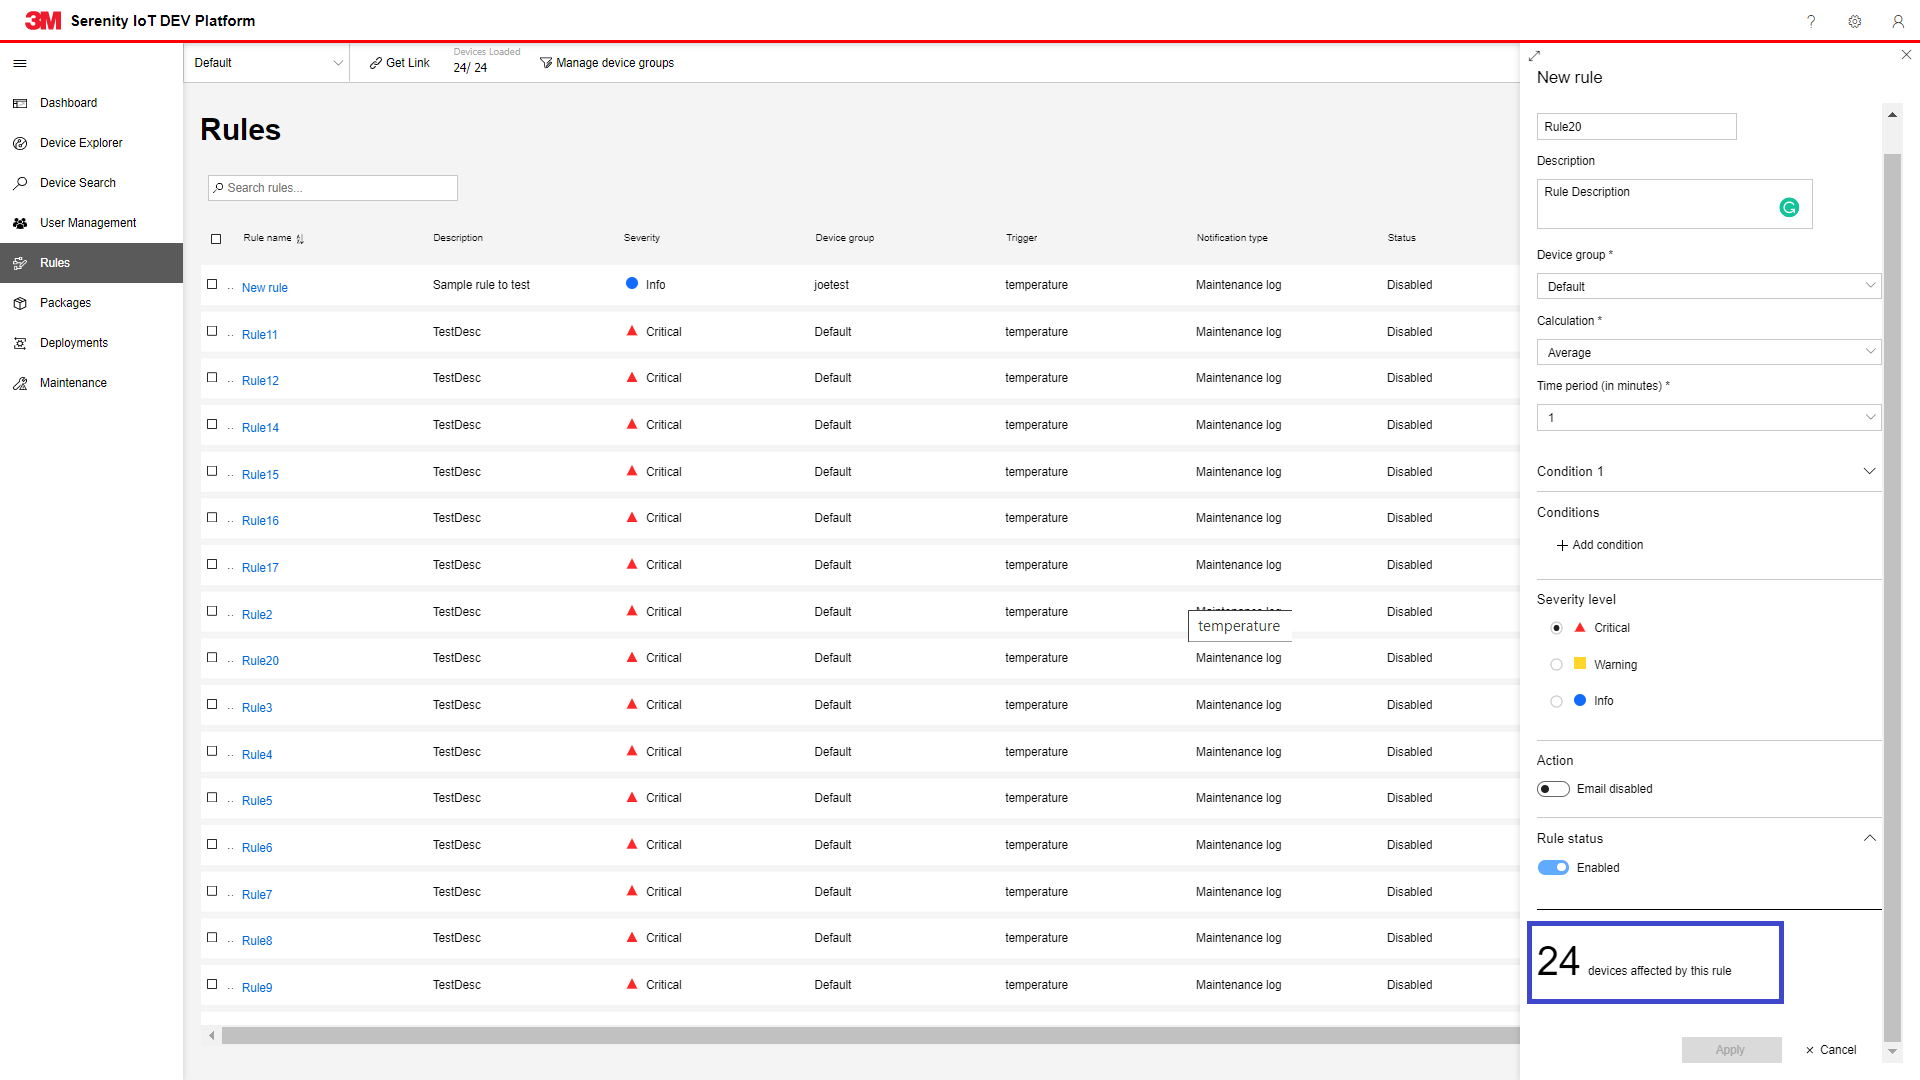 3M Serenity IoT DEV Platform
?
Default
Get Link
Devices Loaded
24/ 24
Manage device groups
Dashboard
Device Explorer
Device Search
User Management
Rules
Packages
Deployments
Maintenance
Rules
Search rules...
Rule name Description Severity Device group Trigger Notification type Status
.. New rule Sample rule to test Info joetest temperature Maintenance log Disabled
.. Rule11 TestDesc Critical Default temperature Maintenance log Disabled
.. Rule12 TestDesc Critical Default temperature Maintenance log Disabled
.. Rule14 TestDesc Critical Default temperature Maintenance log Disabled
.. Rule15 TestDesc Critical Default temperature Maintenance log Disabled
.. Rule16 TestDesc Critical Default temperature Maintenance log Disabled
.. Rule17 TestDesc Critical Default temperature Maintenance log Disabled
.. Rule2 TestDesc Critical Default temperature Maintenance log Disabled
temperature
.. Rule20 TestDesc Critical Default temperature Maintenance log Disabled
.. Rule3 TestDesc Critical Default temperature Maintenance log Disabled
.. Rule4 TestDesc Critical Default temperature Maintenance log Disabled
.. Rule5 TestDesc Critical Default temperature Maintenance log Disabled
.. Rule6 TestDesc Critical Default temperature Maintenance log Disabled
.. Rule7 TestDesc Critical Default temperature Maintenance log Disabled
.. Rule8 TestDesc Critical Default temperature Maintenance log Disabled
.. Rule9 TestDesc Critical Default temperature Maintenance log Disabled
New rule
Rule20
Description
Rule Description
Device group *
Default
Calculation *
Average
Time period (in minutes) *
1
Condition 1
Conditions
Add condition
Severity level
Critical
Warning
Info
Action
Email disabled
Rule status
Enabled
24 devices affected by this rule
Apply
Cancel